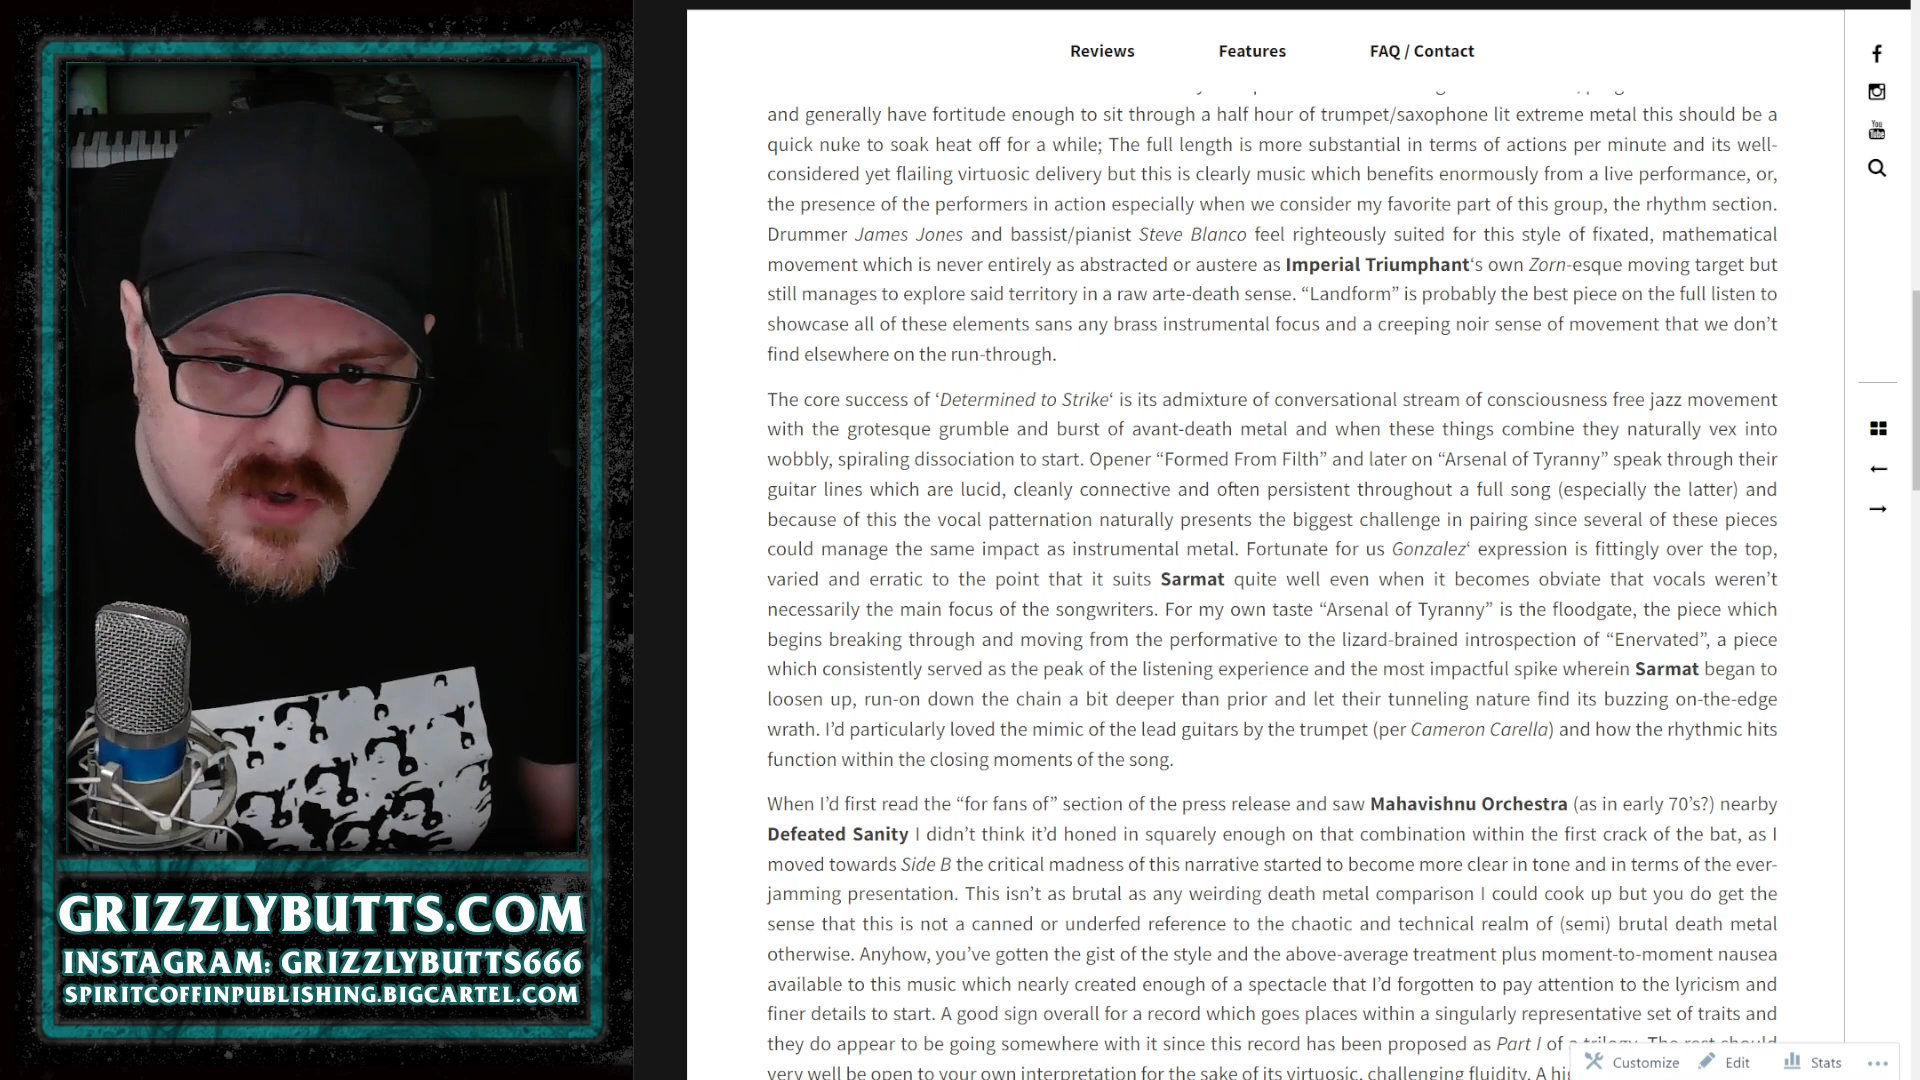 Reviews Features FAQ / Contact
and generally have fortitude enough to sit through a half hour of trumpet/saxophone lit extreme metal this should be a
quick nuke to soak heat off for a while; The full length is more substantial in terms of actions per minute and its well-
considered yet flailing virtuosic delivery but this is clearly music which benefits enormously from a live performance, or,
the presence of the performers in action especially when we consider my favorite part of this group, the rhythm section.
Drummer James Jones and bassist/pianist Steve Blanco feel righteously suited for this style of fixated, mathematical
movement which is never entirely as abstracted or austere as Imperial Triumphant‘s own Zorn-esque moving target but
still manages to explore said territory in a raw arte-death sense. “Landform” is probably the best piece on the full listen to
showcase all of these elements sans any brass instrumental focus and a creeping noir sense of movement that we don’t
find elsewhere on the run-through.
The core success of ‘Determined to Strike‘ is its admixture of conversational stream of consciousness free jazz movement
with the grotesque grumble and burst of avant-death metal and when these things combine they naturally vex into
wobbly, spiraling dissociation to start. Opener “Formed From Filth” and later on “Arsenal of Tyranny” speak through their
guitar lines which are lucid, cleanly connective and often persistent throughout a full song (especially the latter) and
because of this the vocal patternation naturally presents the biggest challenge in pairing since several of these pieces
could manage the same impact as instrumental metal. Fortunate for us Gonzalez‘ expression is fittingly over the top,
varied and erratic to the point that it suits Sarmat quite well even when it becomes obviate that vocals weren’t
necessarily the main focus of the songwriters. For my own taste “Arsenal of Tyranny” is the floodgate, the piece which
begins breaking through and moving from the performative to the lizard-brained introspection of “Enervated”, a piece
which consistently served as the peak of the listening experience and the most impactful spike wherein Sarmat began to
loosen up, run-on down the chain a bit deeper than prior and let their tunneling nature find its buzzing on-the-edge
wrath. I’d particularly loved the mimic of the lead guitars by the trumpet (per Cameron Carella) and how the rhythmic hits
function within the closing moments of the song.
When I’d first read the “for fans of” section of the press release and saw Mahavishnu Orchestra (as in early 70’s?) nearby
Defeated Sanity I didn’t think it’d honed in squarely enough on that combination within the first crack of the bat, as I
moved towards Side B the critical madness of this narrative started to become more clear in tone and in terms of the ever-
jamming presentation. This isn’t as brutal as any weirding death metal comparison I could cook up but you do get the
sense that this is not a canned or underfed reference to the chaotic and technical realm of (semi) brutal death metal
otherwise. Anyhow, you’ve gotten the gist of the style and the above-average treatment plus moment-to-moment nausea
available to this music which nearly created enough of a spectacle that I’d forgotten to pay attention to the lyricism and
finer details to start. A good sign overall for a record which goes places within a singularly representative set of traits and
they do appear to be going somewhere with it since this record has been proposed as Part I of
very well be open to your own interpretation for the sake of its virtuosic, challenging fluidity. A
You
Tube
Customize Edit Stats
GRIZZLYBUTTS.COM
INSTAGRAM: GRIZZLYBUTTS666
SPIRITCOFFINPUBLISHING.BIGCARTEL.COM